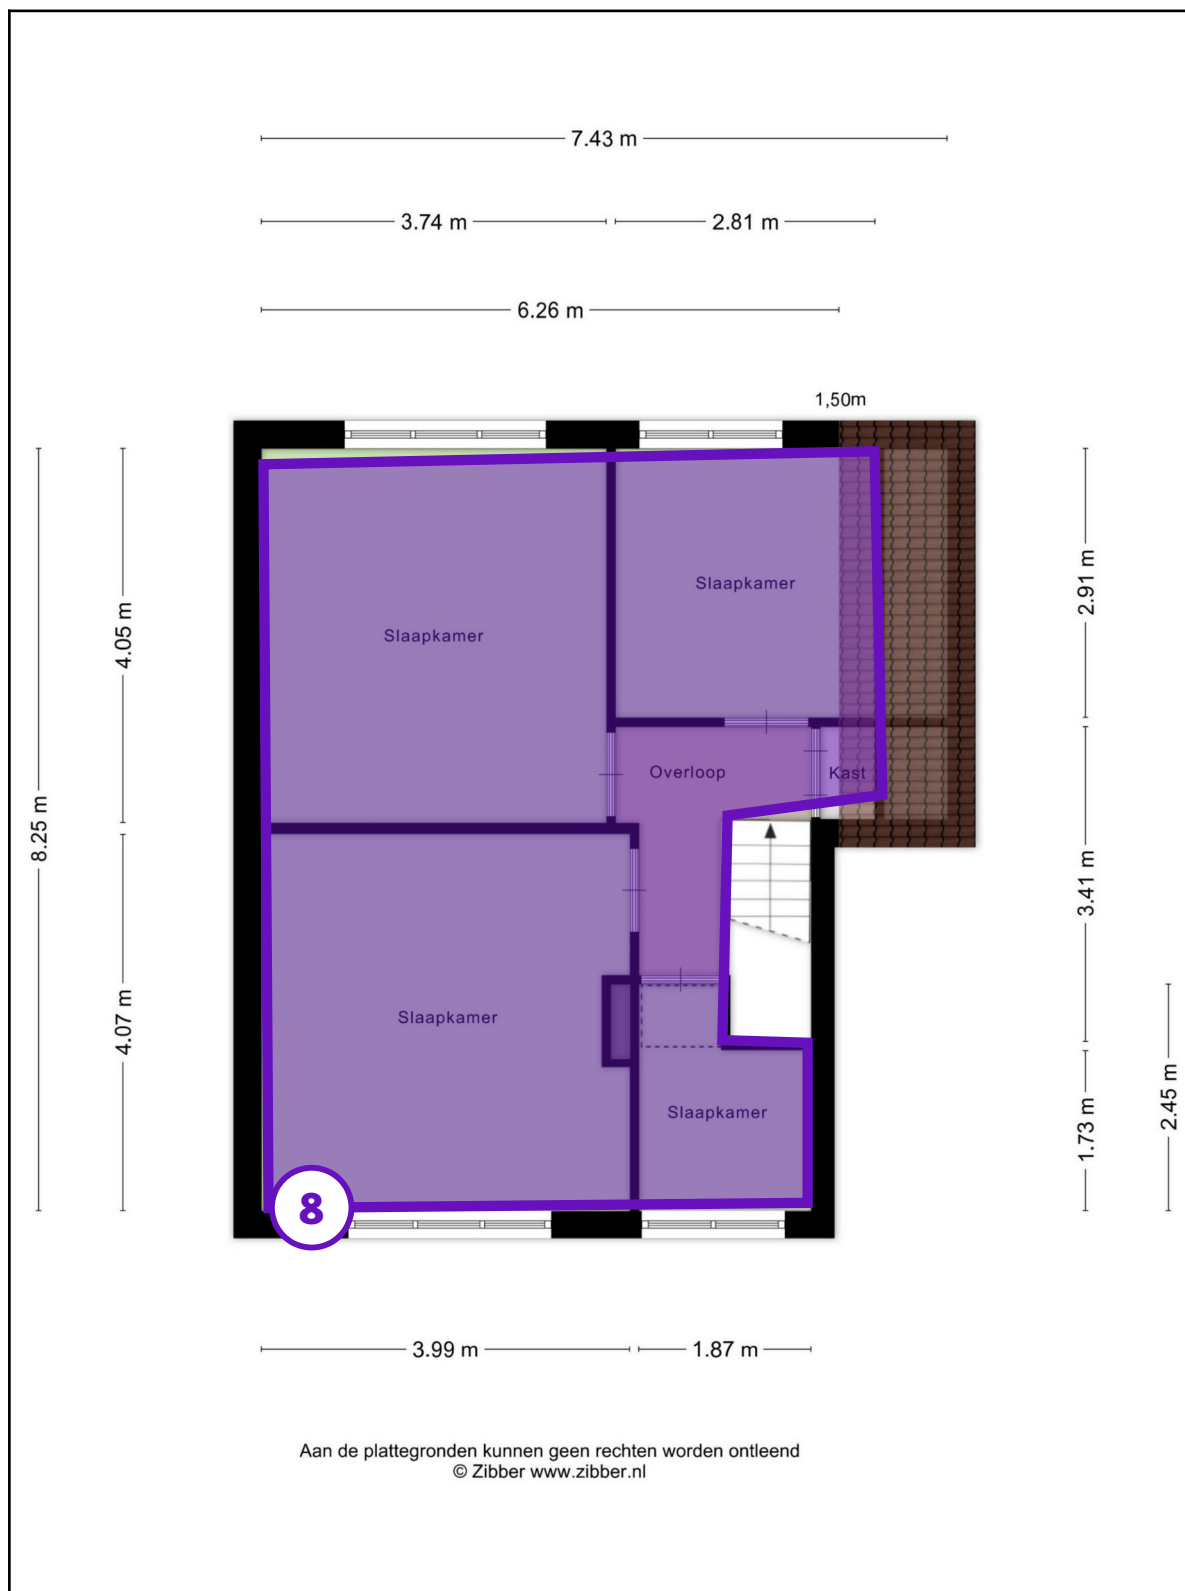 7.43 m
3.74 m
2.81 m
6.26 m
1,50m
8.25 m
4.05 m
4.07 m
2.91 m
3.41 m
1.73 m
2.45 m
Slaapkamer
Slaapkamer
Overloop
Kast
Slaapkamer
Slaapkamer
8
3.99 m
1.87 m
Aan de plattegronden kunnen geen rechten worden ontleend
© Zibber www.zibber.nl